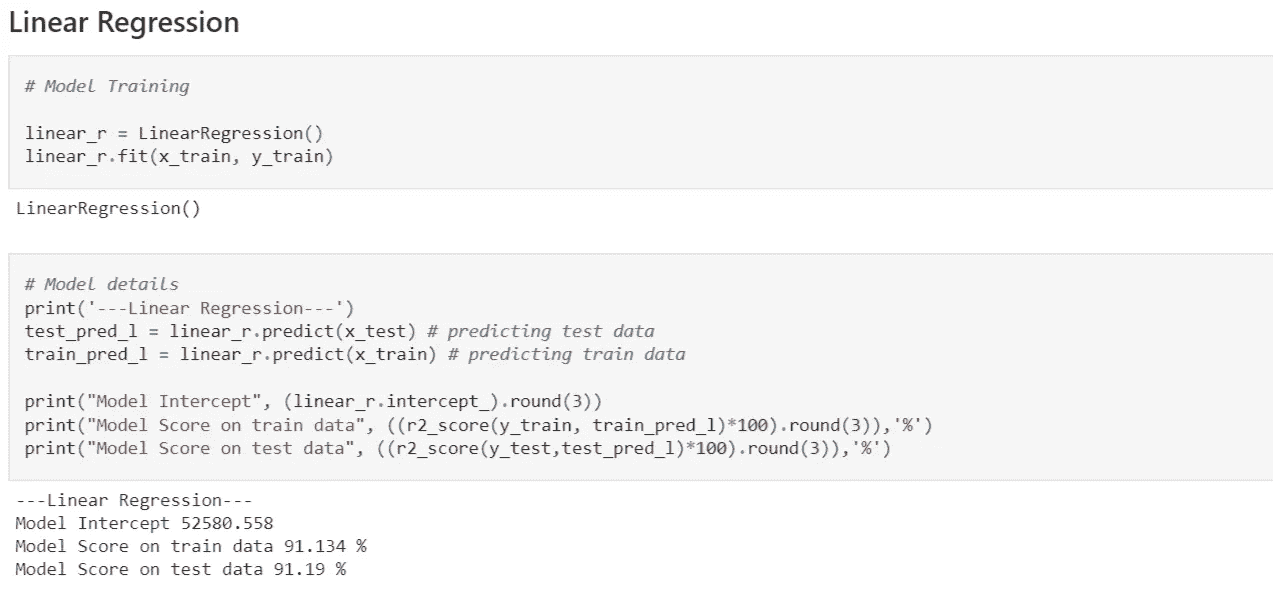 Linear Regression
# Model Training
linear_r = LinearRegression()
linear_r.fit(x_train, y_train)
LinearRegression()
# Model details
print('---Linear Regression---')
test_pred_l = linear_r.predict(x_test) # predicting test data
train_pred_l = linear_r.predict(x_train) # predicting train data
print("Model Intercept", (linear_r.intercept_).round(3))
print("Model Score on train data", ((r2_score(y_train, train_pred_l)*100).round(3)),'%')
print("Model Score on test data", ((r2_score(y_test,test_pred_l)*100).round(3)),'%')
---Linear Regression---
Model Intercept 52580.558
Model Score on train data 91.134 %
Model Score on test data 91.19 %